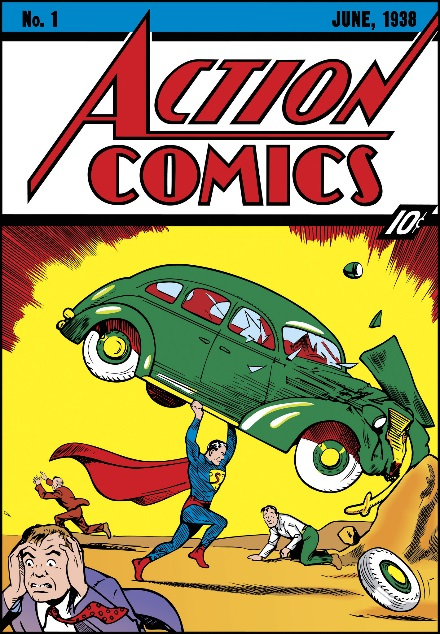 No. 1 JUNE, 1938
ACTION
COMICS
10¢
S